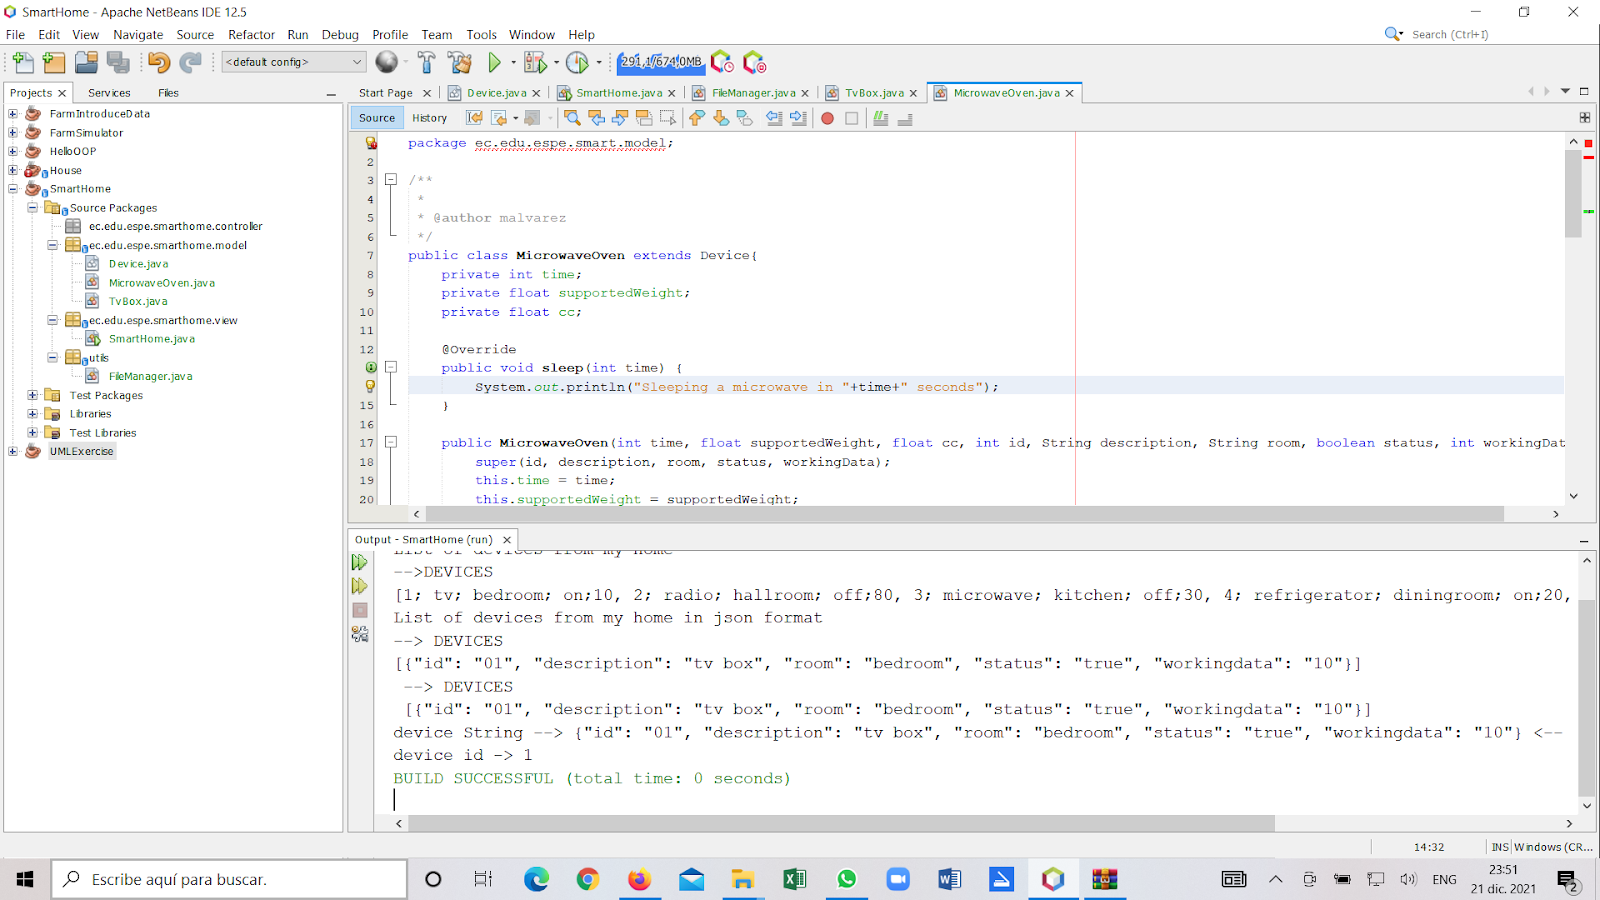 SmartHome - Apache NetBeans IDE 12.5
File Edit View Navigate Source Refactor Run Debug Profile Team Tools Window Help
Search (Ctrl+I)
<default config>
291,1/674,0MB
Projects Services Files
Start Page Device.java SmartHome.java FileManager.java TvBox.java MicrowaveOven.java
Source History
FarmIntroduceData
FarmSimulator
HelloOOP
House
SmartHome
Source Packages
ec.edu.espe.smarthome.controller
ec.edu.espe.smarthome.model
Device.java
MicrowaveOven.java
TvBox.java
ec.edu.espe.smarthome.view
SmartHome.java
utils
FileManager.java
Test Packages
Libraries
Test Libraries
UMLExercise
package ec.edu.espe.smart.model;
2
3 /**
4 *
5 * @author malvarez
6 */
7 public class MicrowaveOven extends Device{
8 private int time;
9 private float supportedWeight;
10 private float cc;
11
12 @Override
public void sleep(int time) {
System.out.println("Sleeping a microwave in "+time+" seconds");
15 }
16
17 public MicrowaveOven(int time, float supportedWeight, float cc, int id, String description, String room, boolean status, int workingDat
18 super(id, description, room, status, workingData);
19 this.time = time;
20 this.supportedWeight = supportedWeight;
Output - SmartHome (run)
List of devices from my home
-->DEVICES
[1; tv; bedroom; on;10, 2; radio; hallroom; off;80, 3; microwave; kitchen; off;30, 4; refrigerator; diningroom; on;20,
List of devices from my home in json format
--> DEVICES
[{"id": "01", "description": "tv box", "room": "bedroom", "status": "true", "workingdata": "10"}]
--> DEVICES
[{"id": "01", "description": "tv box", "room": "bedroom", "status": "true", "workingdata": "10"}]
device String --> {"id": "01", "description": "tv box", "room": "bedroom", "status": "true", "workingdata": "10"} <--
device id -> 1
BUILD SUCCESSFUL (total time: 0 seconds)
14:32 INS Windows (CR...
Escribe aquí para buscar.
ENG
23:51
21 dic. 2021
2